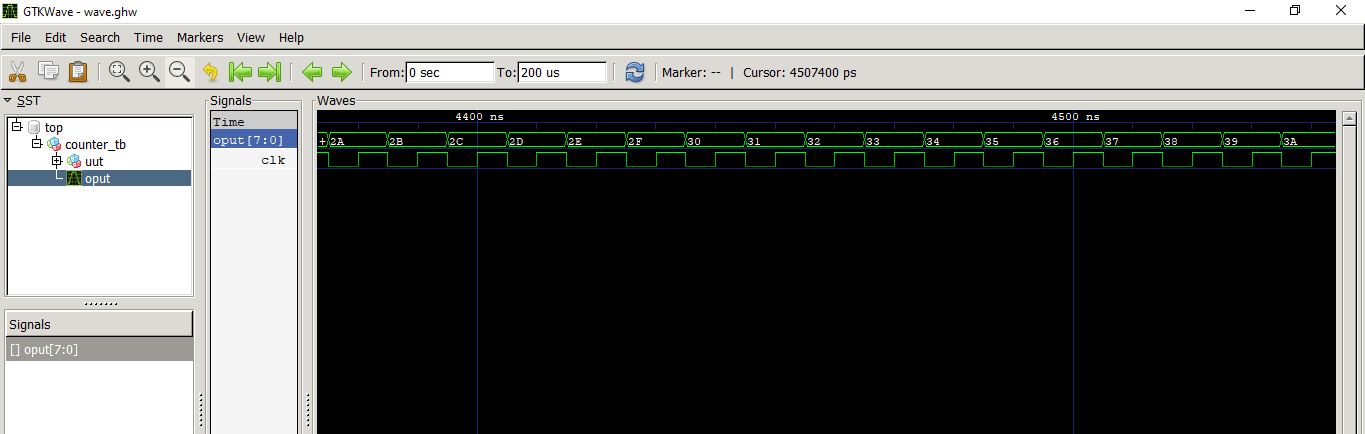 GTKWave - wave.ghw
File Edit Search Time Markers View Help
From: 0 sec To: 200 us Marker: -- | Cursor: 4507400 ps
SST
top
counter_tb
uut
oput
Signals
[] oput[7:0]
Signals
Time
oput[7:0]
clk
Waves
4400 ns 4500 ns
+ 2A 2B 2C 2D 2E 2F 30 31 32 33 34 35 36 37 38 39 3A